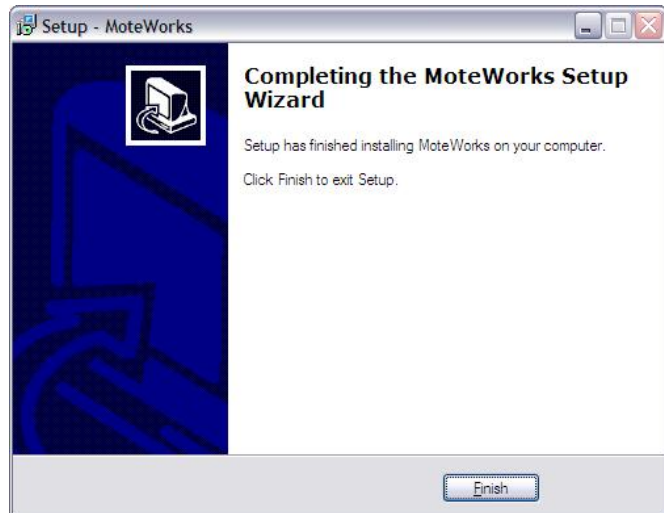 Setup - MoteWorks
Completing the MoteWorks Setup
Wizard
Setup has finished installing MoteWorks on your computer.
Click Finish to exit Setup.
Finish